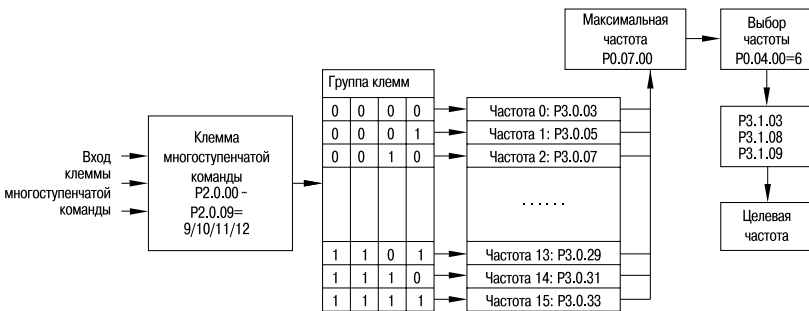 Вход
клеммы
многоступенчатой
команды
Клемма
многоступенчатой
команды
P2.0.00 ~
P2.0.09=
9/10/11/12
Группа клемм
0 0 0 0
0 0 0 1
0 0 1 0
1 1 0 1
1 1 1 0
1 1 1 1
Частота 0: P3.0.03
Частота 1: P3.0.05
Частота 2: P3.0.07
......
Частота 13: P3.0.29
Частота 14: P3.0.31
Частота 15: P3.0.33
Максимальная
частота
P0.07.00
Выбор
частоты
P0.04.00=6
P3.1.03
P3.1.08
P3.1.09
Целевая
частота